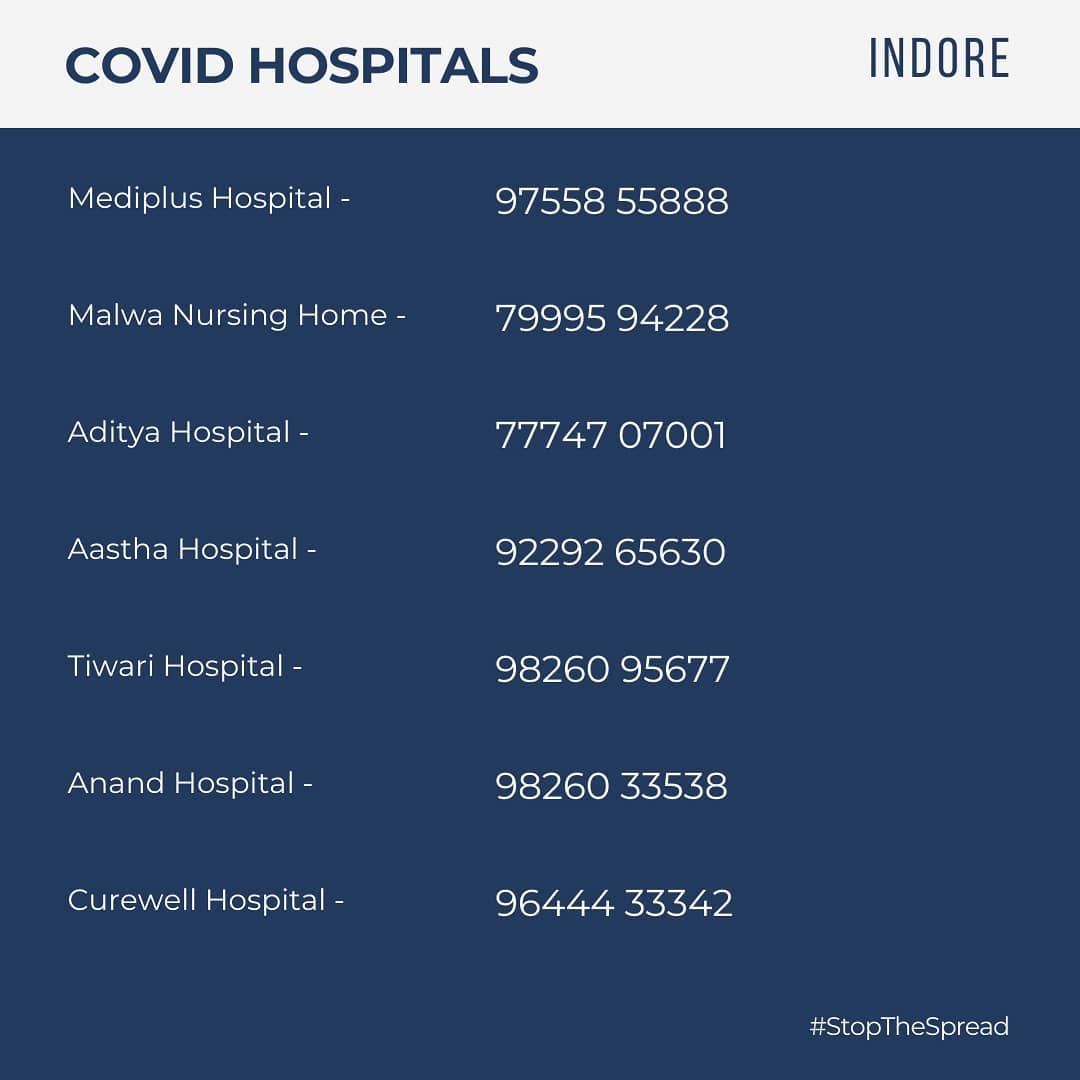 COVID HOSPITALS INDORE
Mediplus Hospital - 97558 55888
Malwa Nursing Home - 79995 94228
Aditya Hospital - 77747 07001
Aastha Hospital - 92292 65630
Tiwari Hospital - 98260 95677
Anand Hospital - 98260 33538
Curewell Hospital - 96444 33342
#StopTheSpread